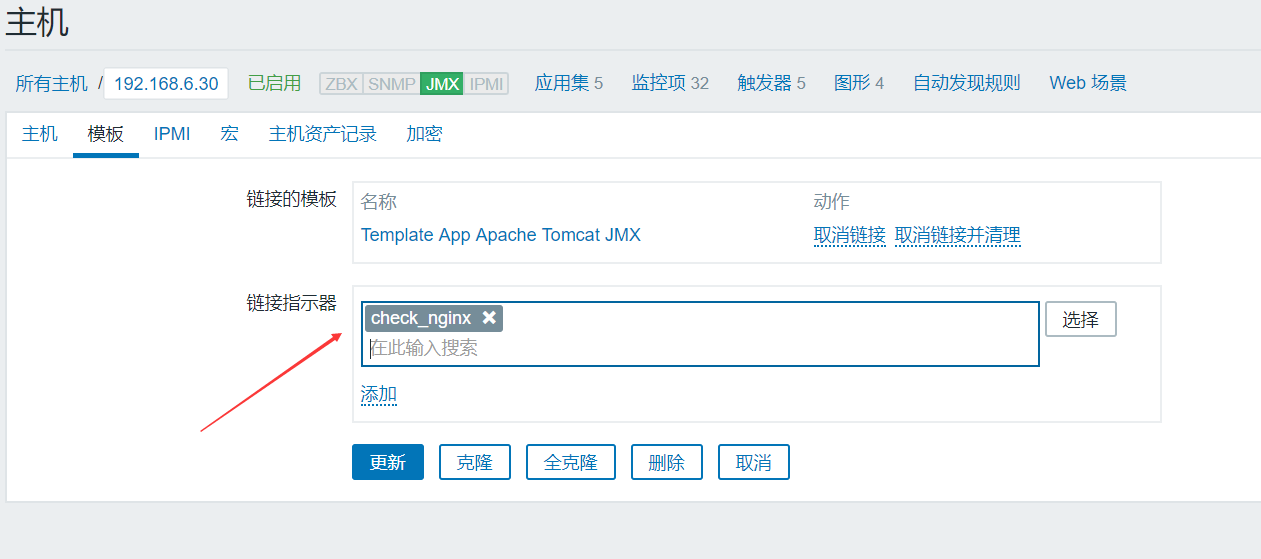 主机
所有主机 / 192.168.6.30 已启用 ZBX SNMP JMX IPMI 应用集 5 监控项 32 触发器 5 图形 4 自动发现规则 Web 场景
主机 模板 IPMI 宏 主机资产记录 加密
链接的模板 名称 动作
Template App Apache Tomcat JMX 取消链接 取消链接并清理
链接指示器 check_nginx 选择
在此输入搜索
添加
更新 克隆 全克隆 删除 取消